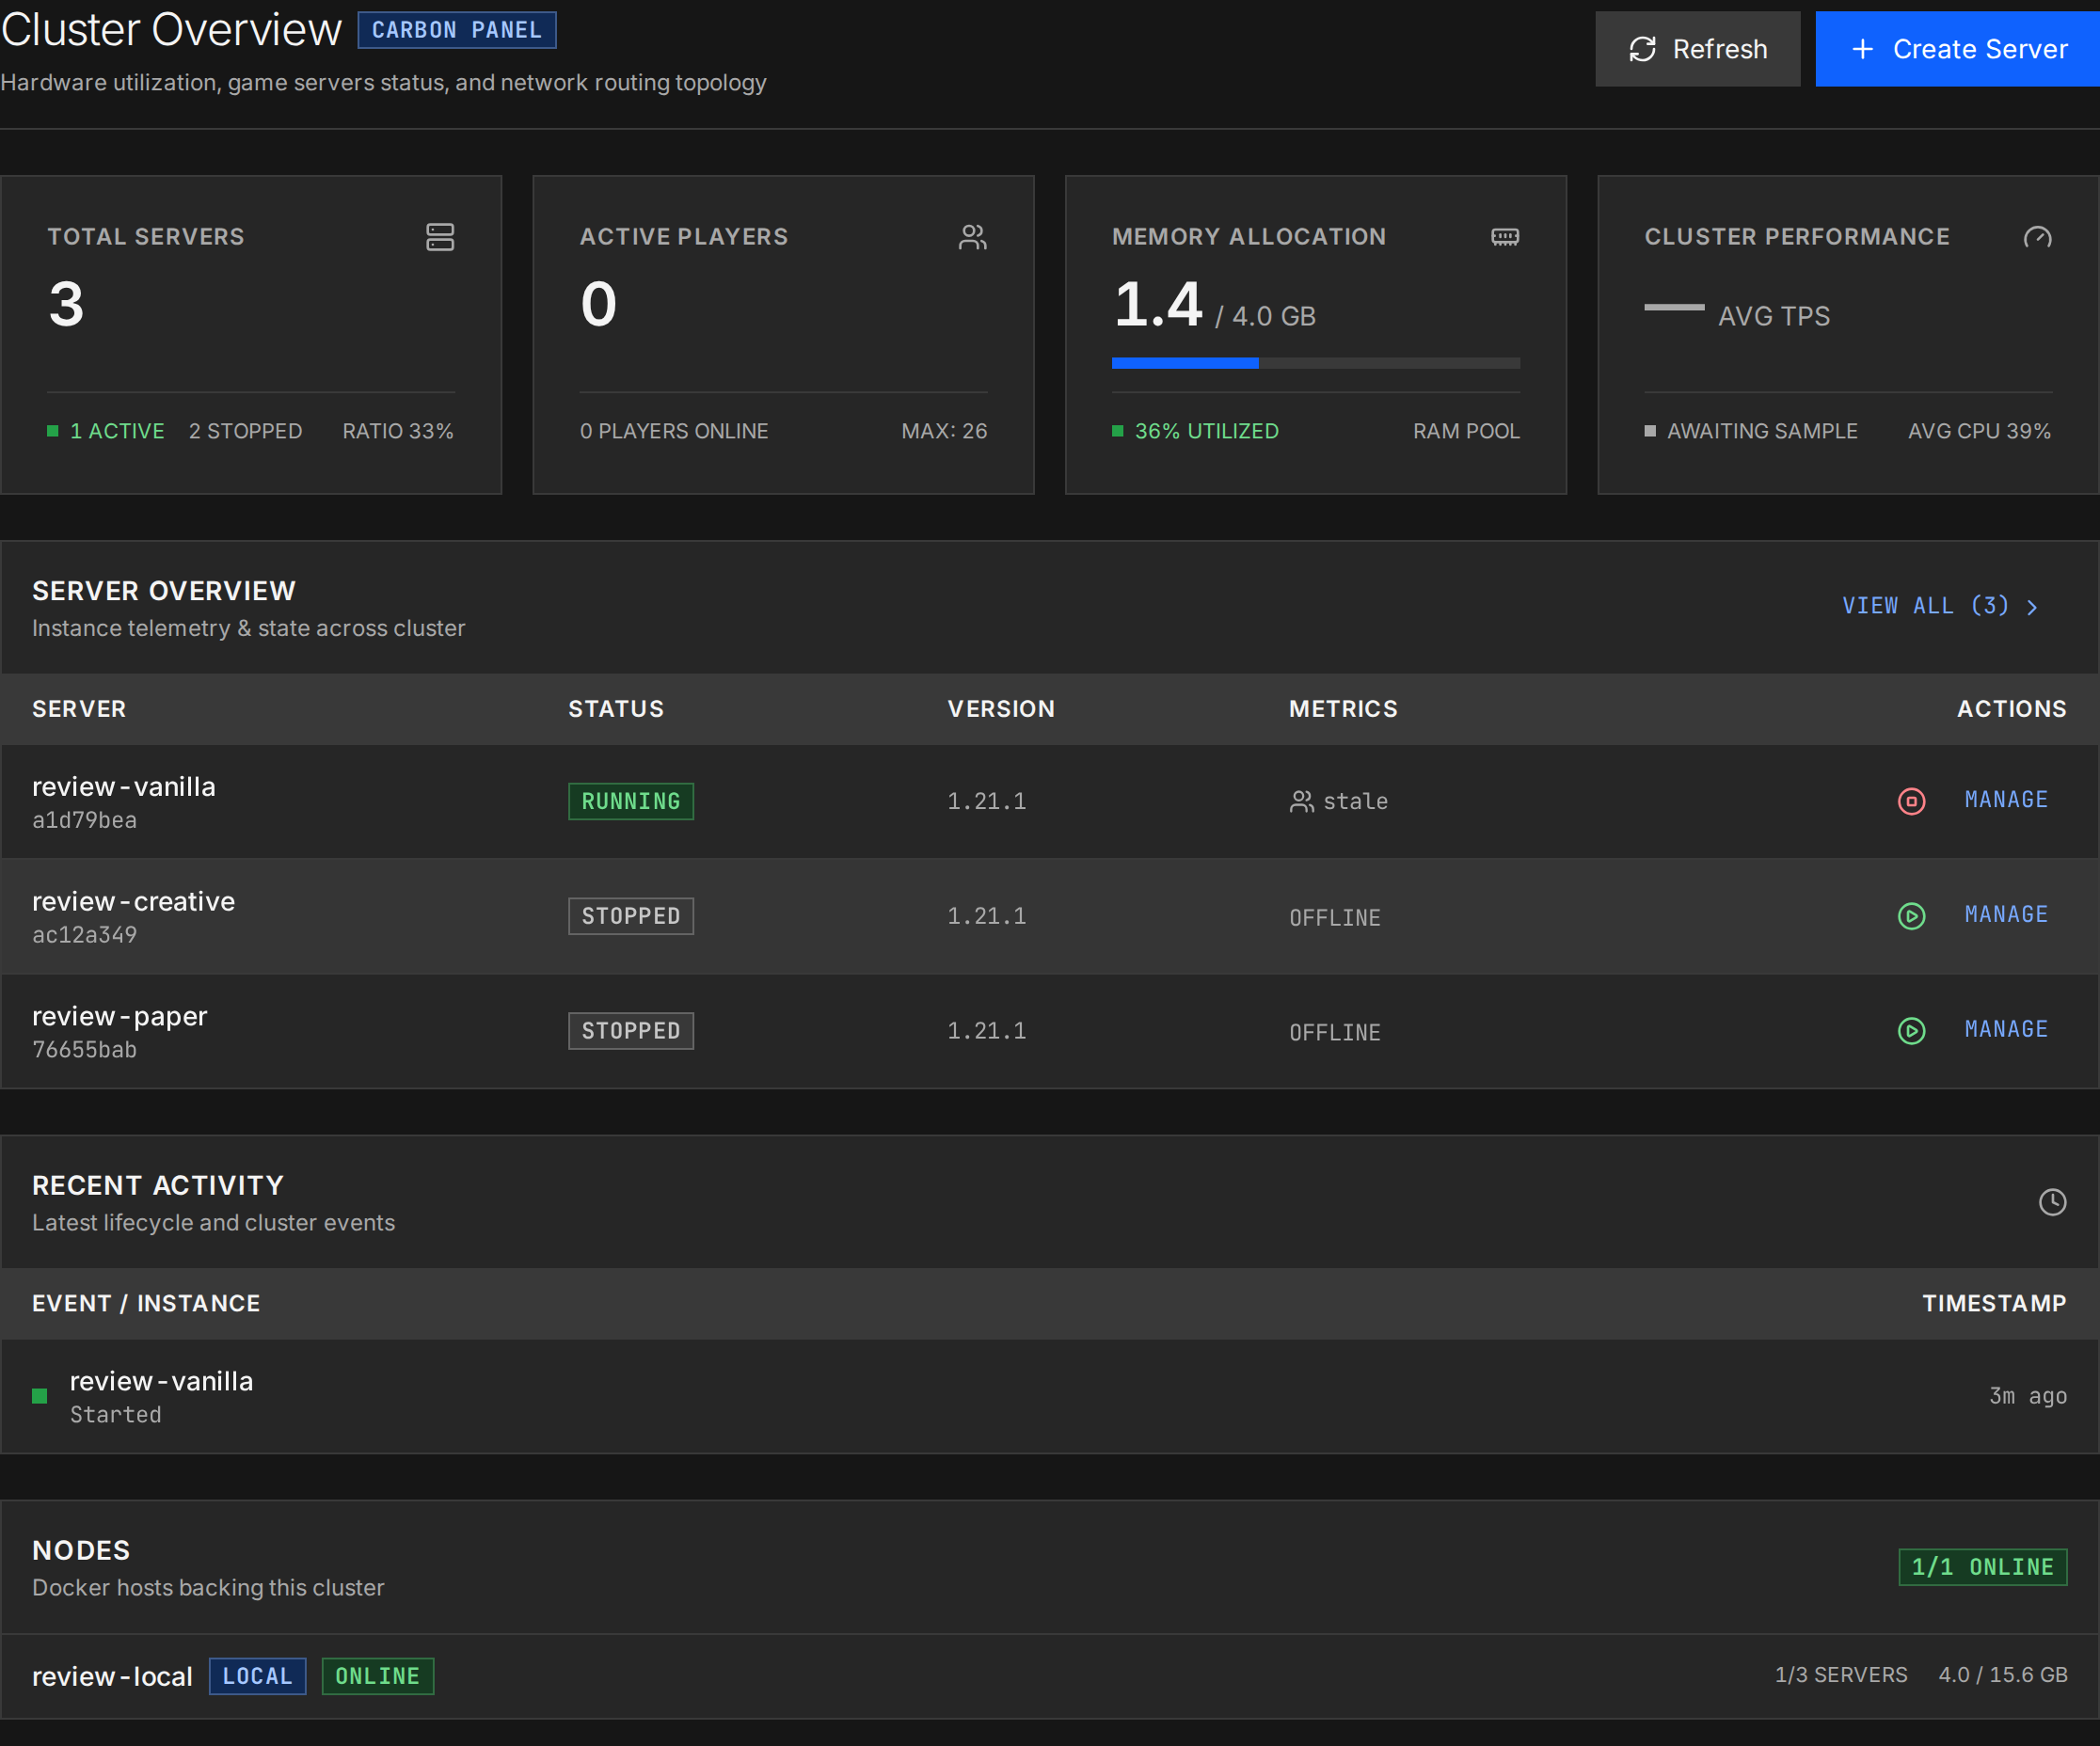 Cluster Overview CARBON PANEL
Hardware utilization, game servers status, and network routing topology
Refresh
Create Server
TOTAL SERVERS
3
1 ACTIVE 2 STOPPED RATIO 33%
ACTIVE PLAYERS
0
0 PLAYERS ONLINE MAX: 26
MEMORY ALLOCATION
1.4 / 4.0 GB
36% UTILIZED RAM POOL
CLUSTER PERFORMANCE
— AVG TPS
AWAITING SAMPLE AVG CPU 39%
SERVER OVERVIEW
Instance telemetry & state across cluster
VIEW ALL (3)
SERVER STATUS VERSION METRICS ACTIONS
review-vanilla
a1d79bea
RUNNING 1.21.1 stale MANAGE
review-creative
ac12a349
STOPPED 1.21.1 OFFLINE MANAGE
review-paper
76655bab
STOPPED 1.21.1 OFFLINE MANAGE
RECENT ACTIVITY
Latest lifecycle and cluster events
EVENT / INSTANCE TIMESTAMP
review-vanilla
Started
3m ago
NODES
Docker hosts backing this cluster
1/1 ONLINE
review-local LOCAL ONLINE 1/3 SERVERS 4.0 / 15.6 GB